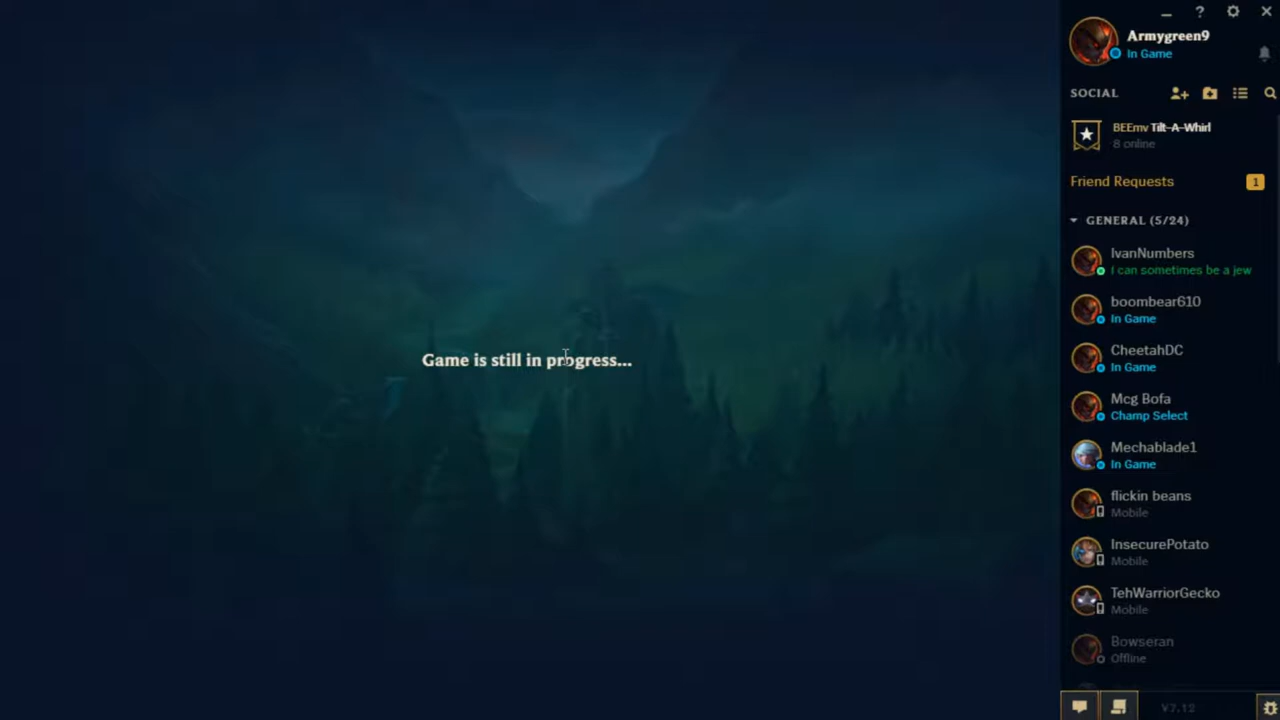 Armygreen9
In Game
SOCIAL
BEEmv Tilt-A-Whirl
8 online
Friend Requests
1
GENERAL (5/24)
IvanNumbers
I can sometimes be a jew
boombear610
In Game
CheetahDC
In Game
Mcg Bofa
Champ Select
Mechablade1
In Game
flickin beans
Mobile
InsecurePotato
Mobile
TehWarriorGecko
Mobile
Bowseran
Offline
V7.12
Game is still in progress...